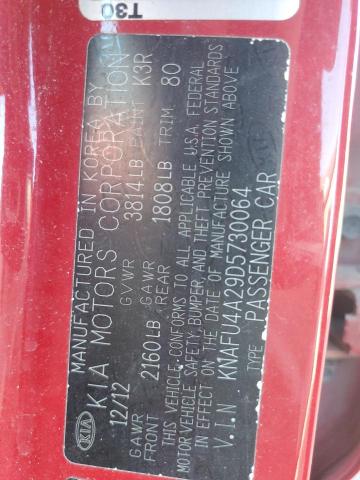 T30
MANUFACTURED IN KOREA BY
KIA KIA MOTORS CORPORATION
12/12 GVWR 3814LB PAINT K3R
GAWR FRONT 2160LB GAWR REAR 1808LB TRIM 80
THIS VEHICLE CONFORMS TO ALL APPLICABLE U.S.A. FEDERAL
MOTOR VEHICLE SAFETY, BUMPER, AND THEFT PREVENTION STANDARDS
IN EFFECT ON THE DATE OF MANUFACTURE SHOWN ABOVE
V.I.N KNAFU4A29D5730064
TYPE PASSENGER CAR